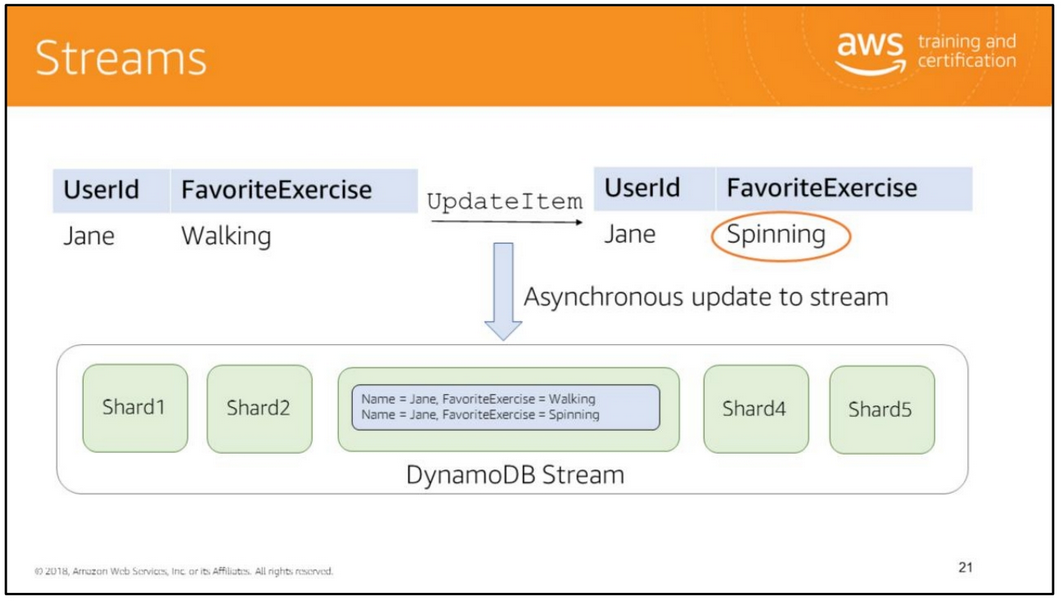 Streams
aws training and
certification
UserId FavoriteExercise
Jane Walking
UpdateItem
UserId FavoriteExercise
Jane Spinning
Asynchronous update to stream
Shard1
Shard2
Name = Jane, FavoriteExercise = Walking
Name = Jane, FavoriteExercise = Spinning
Shard4
Shard5
DynamoDB Stream
© 2018, Amazon Web Services, Inc. or its Affiliates. All rights reserved.
21